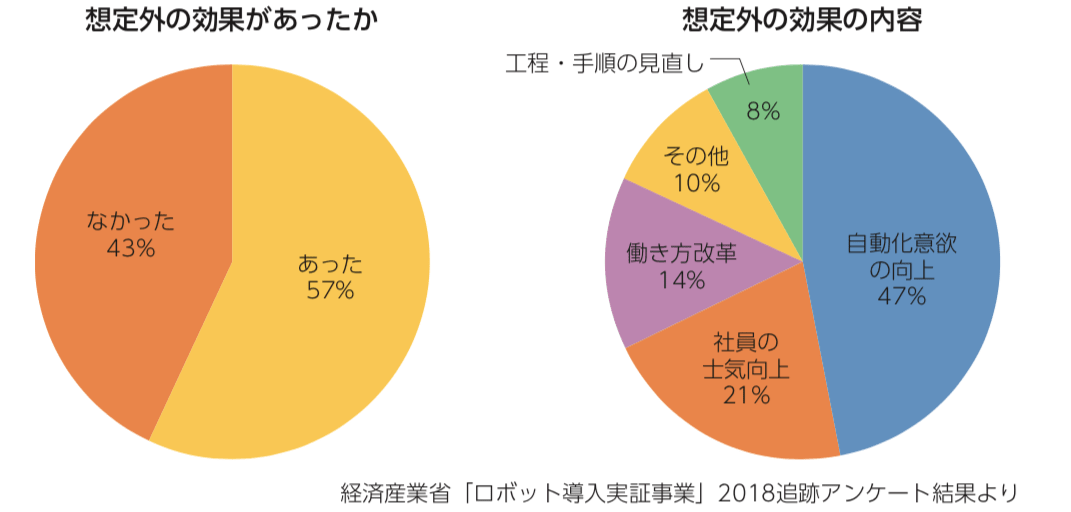 想定外の効果があったか
なかった
43%
あった
57%
想定外の効果の内容
工程・手順の見直し
8%
その他
10%
働き方改革
14%
社員の
士気向上
21%
自動化意欲
の向上
47%
経済産業省「ロボット導入実証事業」2018追跡アンケート結果より